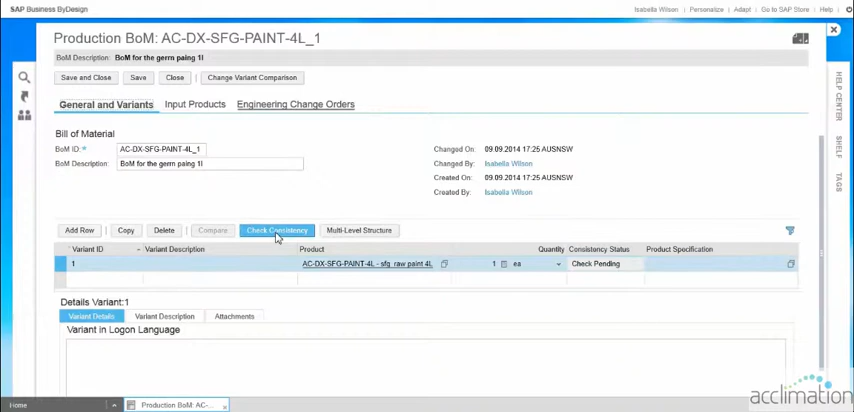 SAP Business ByDesign
Isabella Wilson | Personalize | Adapt | Go to SAP Store | Help
Production BoM: AC-DX-SFG-PAINT-4L_1
BoM Description: BoM for the germ paing 1l
Save and Close Save Close Change Variant Comparison
General and Variants Input Products Engineering Change Orders
Bill of Material
BoM ID:* AC-DX-SFG-PAINT-4L_1
BoM Description: BoM for the germ paing 1l
Changed On: 09.09.2014 17:25 AUSNSW
Changed By: Isabella Wilson
Created On: 09.09.2014 17:25 AUSNSW
Created By: Isabella Wilson
Add Row Copy Delete Compare Check Consistency Multi-Level Structure
Variant ID Variant Description Product Quantity Consistency Status Product Specification
1 AC-DX-SFG-PAINT-4L - sfg raw paint 4L 1 ea Check Pending
Details Variant:1
Variant Details Variant Description Attachments
Variant in Logon Language
HELP CENTER
SHELF
TAGS
Home Production BoM: AC-...
acclimation